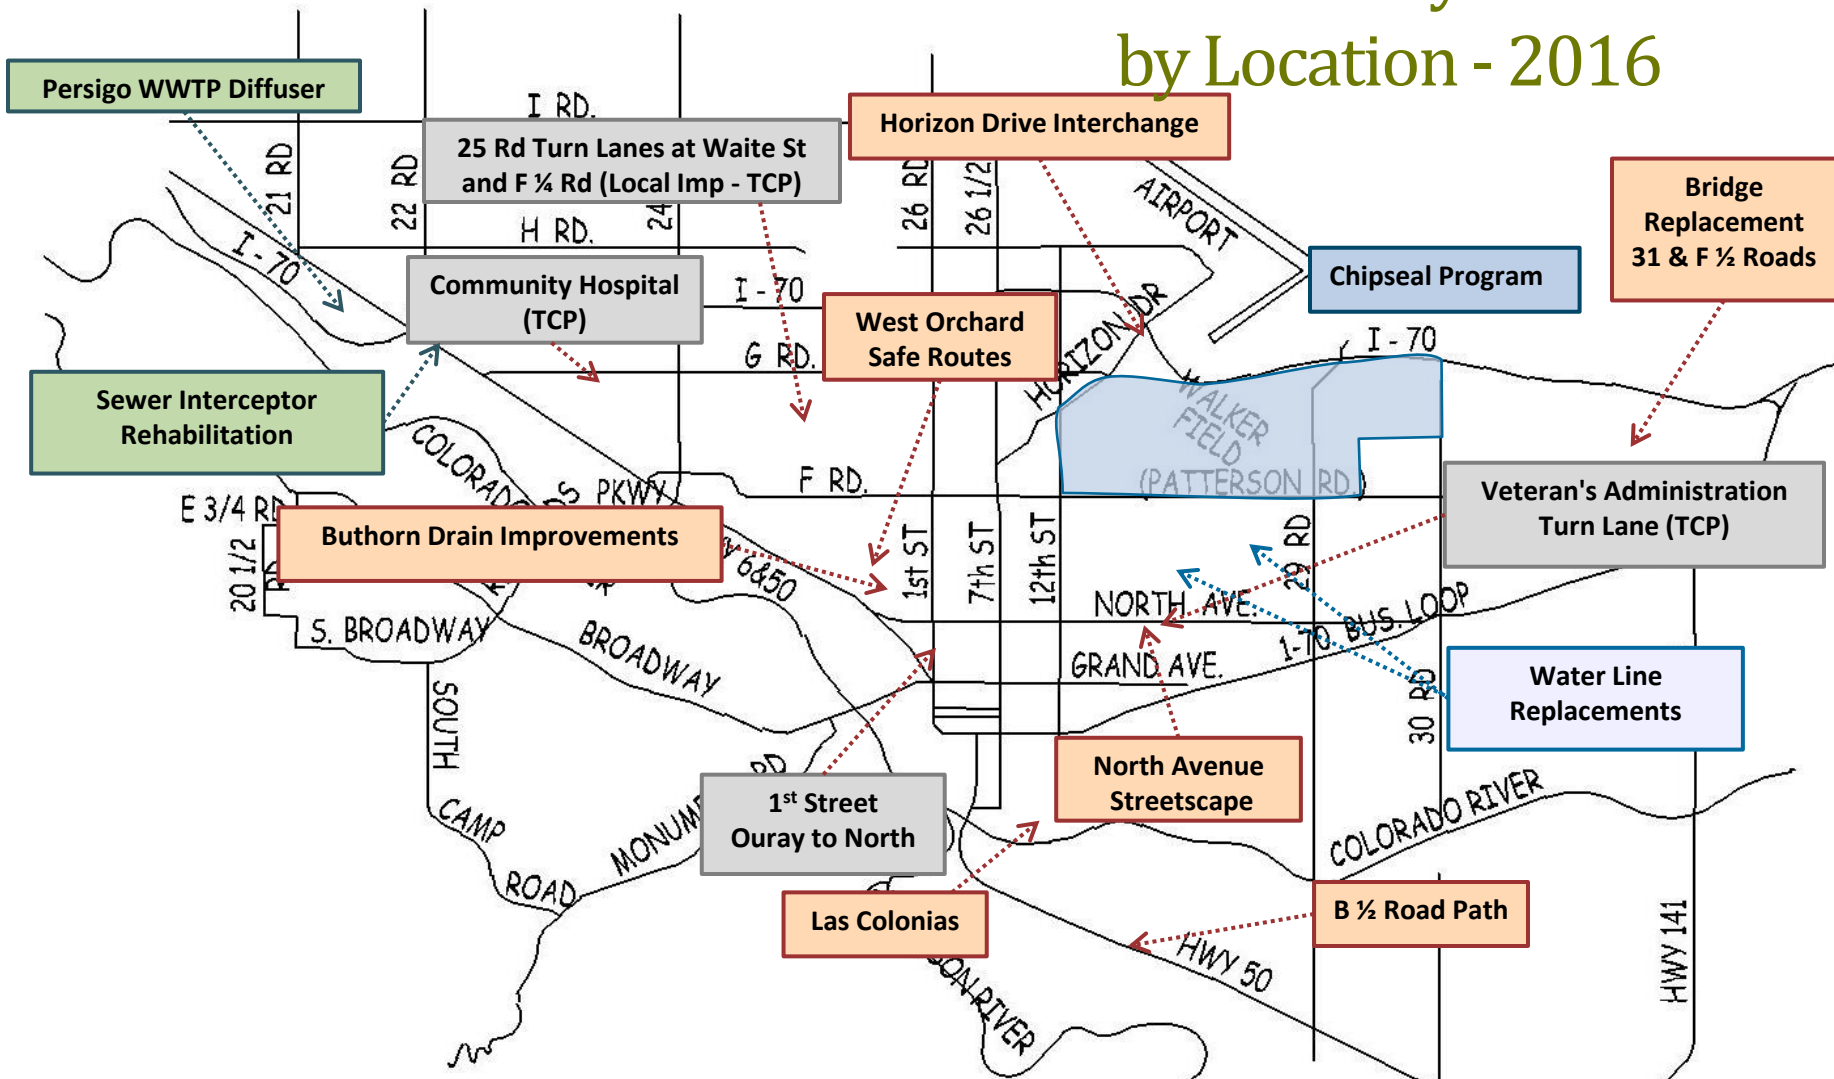 by Location - 2016
Persigo WWTP Diffuser
I RD.
Horizon Drive Interchange
25 Rd Turn Lanes at Waite St
and F ¼ Rd (Local Imp - TCP)
21 RD
22 RD
24
26 RD
26 1/2
AIRPORT
Bridge
Replacement
31 & F ½ Roads
H RD.
I - 70
Community Hospital
(TCP)
I - 70
Chipseal Program
West Orchard
Safe Routes
HORIZON DR
I - 70
G RD.
Sewer Interceptor
Rehabilitation
WALKER
FIELD
COLORADO
PKWY
F RD.
(PATTERSON RD.)
Veteran's Administration
Turn Lane (TCP)
E 3/4 RD
20 1/2
RD
Buthorn Drain Improvements
6&50
1st ST
7th ST
12th ST
29 RD
NORTH AVE.
I-70 BUS. LOOP
S. BROADWAY
BROADWAY
GRAND AVE.
Water Line
Replacements
30 RD
SOUTH
CAMP
ROAD
North Avenue
Streetscape
1st Street
Ouray to North
COLORADO RIVER
Las Colonias
B ½ Road Path
HWY 50
HWY 141
RIVER